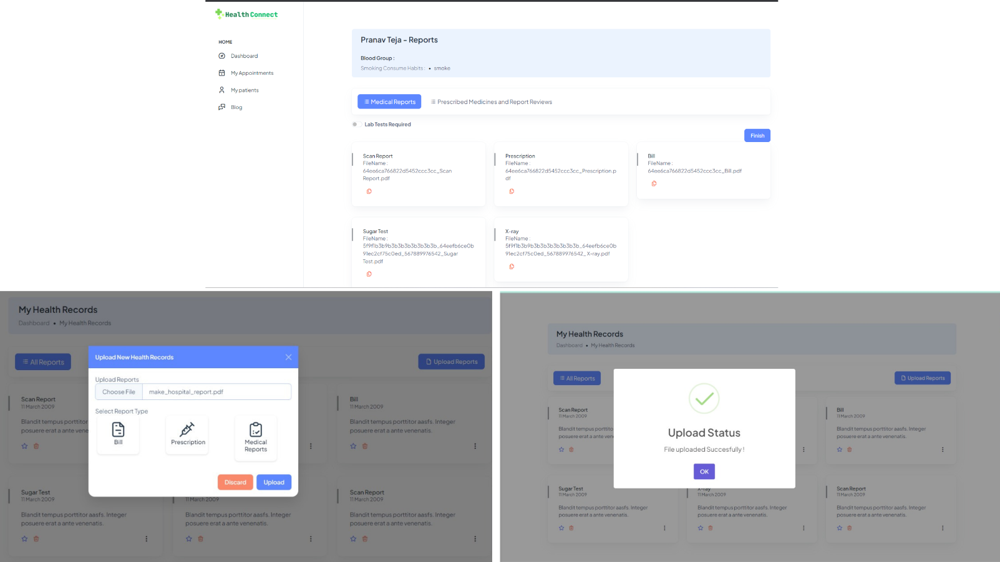 HealthConnect
HOME
Dashboard
My Appointments
My patients
Blog
Pranav Teja - Reports
Blood Group :
Smoking Consume Habits : • smoke
Medical Reports
Prescribed Medicines and Report Reviews
Lab Tests Required
Finish
Scan Report
FileName :
64ee6ca766822d5452ccc3cc_Scan
Report.pdf
Prescription
FileName :
64ee6ca766822d5452ccc3cc_Prescription.p
df
Bill
FileName :
64ee6ca766822d5452ccc3cc_Bill.pdf
Sugar Test
FileName :
5f9f1b3b9b3b3b3b3b3b3b3b_64eefb6ce0b
91ec2cf75c0ed_567889976542_Sugar
Test.pdf
X-ray
FileName :
5f9f1b3b9b3b3b3b3b3b3b3b_64eefb6ce0b
91ec2cf75c0ed_567889976542_ X-ray.pdf
My Health Records
Dashboard • My Health Records
All Reports
Upload Reports
Scan Report
11 March 2009
Blandit tempus porttitor
posuere erat a ante vene
Bill
11 March 2009
Blandit tempus porttitor aasfs. Integer
posuere erat a ante venenatis.
Upload New Health Records
Upload Reports
Choose File
make_hospital_report.pdf
Select Report Type
Bill
Prescription
Medical
Reports
Discard
Upload
Sugar Test
11 March 2009
Blandit tempus porttitor aasfs. Integer
posuere erat a ante venenatis.
11 March 2009
Blandit tempus porttitor aasfs. Integer
posuere erat a ante venenatis.
Scan Report
11 March 2009
Blandit tempus porttitor aasfs. Integer
posuere erat a ante venenatis.
My Health Records
Dashboard • My Health Records
All Reports
Upload Reports
Scan Report
11 March 2009
Blandit tempus porttitor aasfs
posuere erat a ante venen
Bill
11 March 2009
Blandit tempus porttitor aasfs. Integer
posuere erat a ante venenatis.
Upload Status
File uploaded Succesfully !
OK
Sugar Test
11 March 2009
Blandit tempus porttitor aasfs. Integer
posuere erat a ante venenatis.
X-ray
11 March 2009
Blandit tempus porttitor aasfs. Integer
posuere erat a ante venenatis.
Scan Report
11 March 2009
Blandit tempus porttitor aasfs. Integer
posuere erat a ante venenatis.